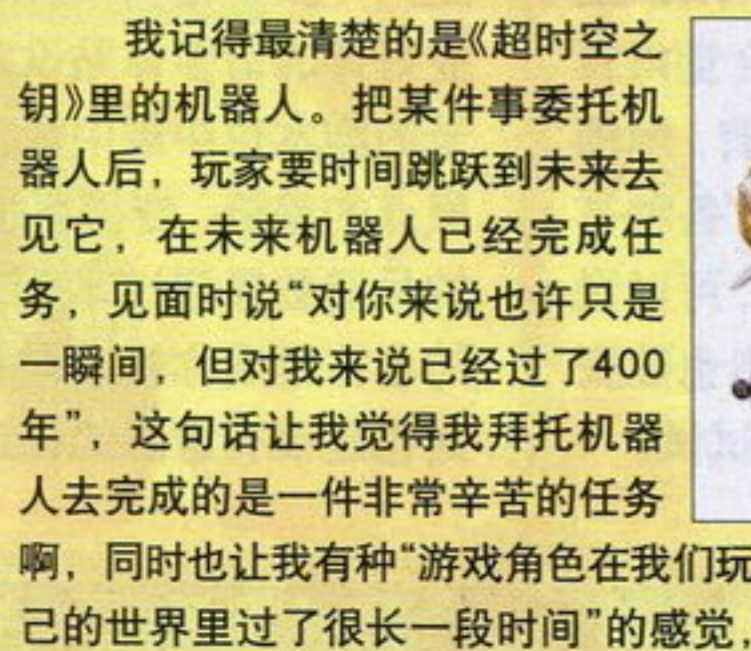 我记得最清楚的是《超时空之
钥》里的机器人。把某件事委托机
器人后，玩家要时间跳跃到未来去
见它，在未来机器人已经完成任
务，见面时说“对你来说也许只是
一瞬间，但对我来说已经过了400
年”，这句话让我觉得我拜托机器
人去完成的是一件非常辛苦的任务
啊，同时也让我有种“游戏角色在我们玩
己的世界里过了很长一段时间”的感觉，